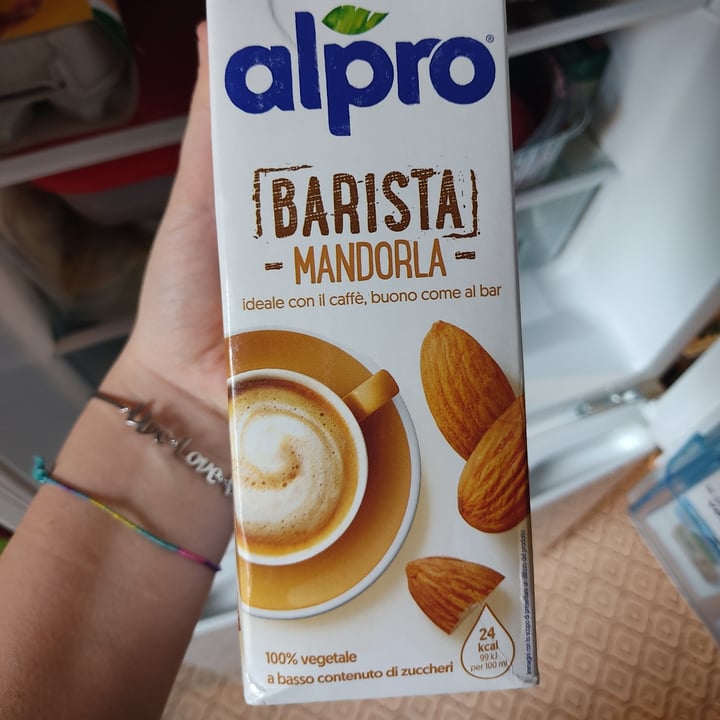 alpro®
BARISTA
- MANDORLA -
ideale con il caffè, buono come al bar
24
kcal
99 kJ
per 100 ml
100% vegetale
a basso contenuto di zuccheri
Love